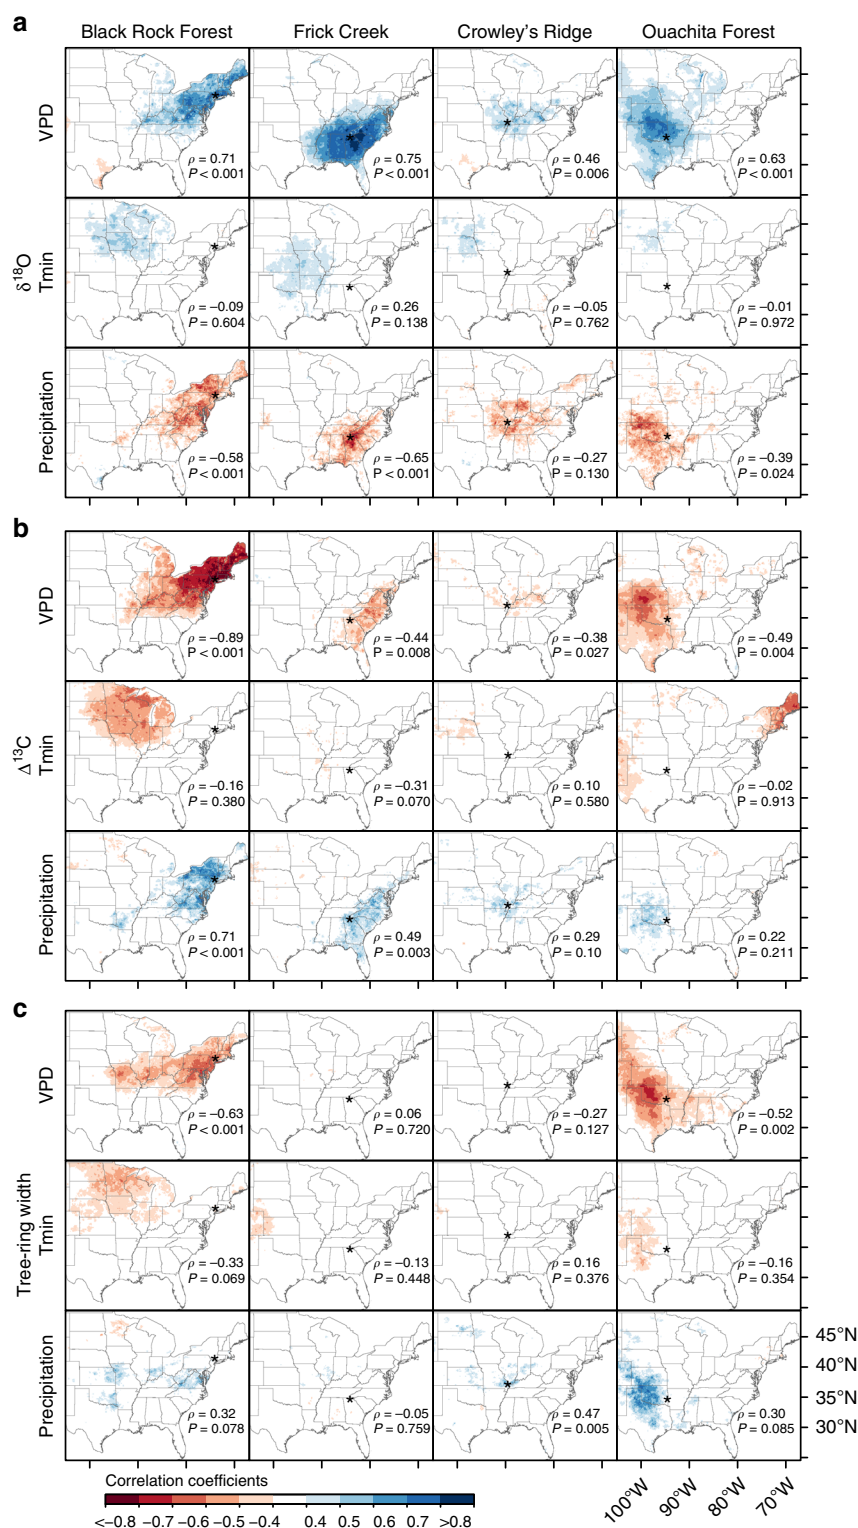 a
Black Rock Forest Frick Creek Crowley's Ridge Ouachita Forest
VPD
ρ = 0.71
P < 0.001
ρ = 0.75
P < 0.001
ρ = 0.46
P = 0.006
ρ = 0.63
P < 0.001
δ18O
Tmin
ρ = −0.09
P = 0.604
ρ = 0.26
P = 0.138
ρ = −0.05
P = 0.762
ρ = −0.01
P = 0.972
Precipitation
ρ = −0.58
P < 0.001
ρ = −0.65
P < 0.001
ρ = −0.27
P = 0.130
ρ = −0.39
P = 0.024
b
VPD
ρ = −0.89
P < 0.001
ρ = −0.44
P = 0.008
ρ = −0.38
P = 0.027
ρ = −0.49
P = 0.004
Δ13C
Tmin
ρ = −0.16
P = 0.380
ρ = −0.31
P = 0.070
ρ = 0.10
P = 0.580
ρ = −0.02
P = 0.913
Precipitation
ρ = 0.71
P < 0.001
ρ = 0.49
P = 0.003
ρ = 0.29
P = 0.10
ρ = 0.22
P = 0.211
c
VPD
ρ = −0.63
P < 0.001
ρ = 0.06
P = 0.720
ρ = −0.27
P = 0.127
ρ = −0.52
P = 0.002
Tree-ring width
Tmin
ρ = −0.33
P = 0.069
ρ = −0.13
P = 0.448
ρ = 0.16
P = 0.376
ρ = −0.16
P = 0.354
Precipitation
ρ = 0.32
P = 0.078
ρ = −0.05
P = 0.759
ρ = 0.47
P = 0.005
ρ = 0.30
P = 0.085
45°N
40°N
35°N
30°N
100°W 90°W 80°W 70°W
Correlation coefficients
<−0.8 −0.7 −0.6 −0.5 −0.4 0.4 0.5 0.6 0.7 >0.8